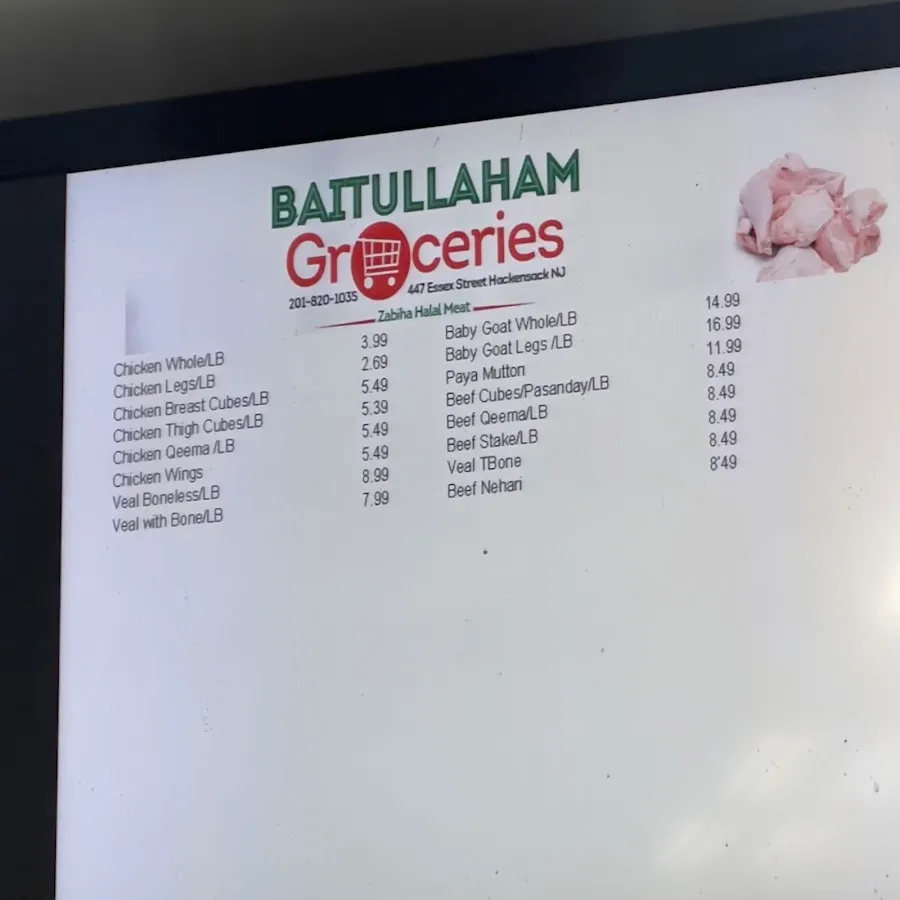 BAITULLAHAM
Groceries
201-820-1035 447 Essex Street Hackensack NJ
Zabiha Halal Meat
Chicken Whole/LB 3.99
Chicken Legs/LB 2.69
Chicken Breast Cubes/LB 5.49
Chicken Thigh Cubes/LB 5.39
Chicken Qeema /LB 5.49
Chicken Wings 5.49
Veal Boneless/LB 8.99
Veal with Bone/LB 7.99
Baby Goat Whole/LB 14.99
Baby Goat Legs /LB 16.99
Paya Mutton 11.99
Beef Cubes/Pasanday/LB 8.49
Beef Qeema/LB 8.49
Beef Stake/LB 8.49
Veal TBone 8.49
Beef Nehari 8'49